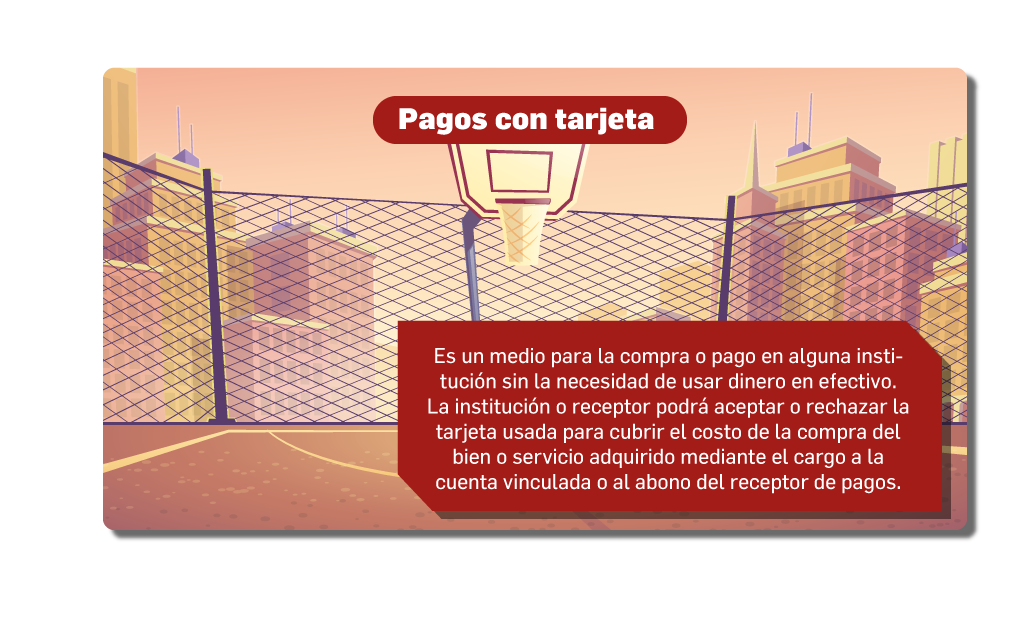 Pagos con tarjeta
Es un medio para la compra o pago en alguna insti-
tución sin la necesidad de usar dinero en efectivo.
La institución o receptor podrá aceptar o rechazar la
tarjeta usada para cubrir el costo de la compra del
bien o servicio adquirido mediante el cargo a la
cuenta vinculada o al abono del receptor de pagos.